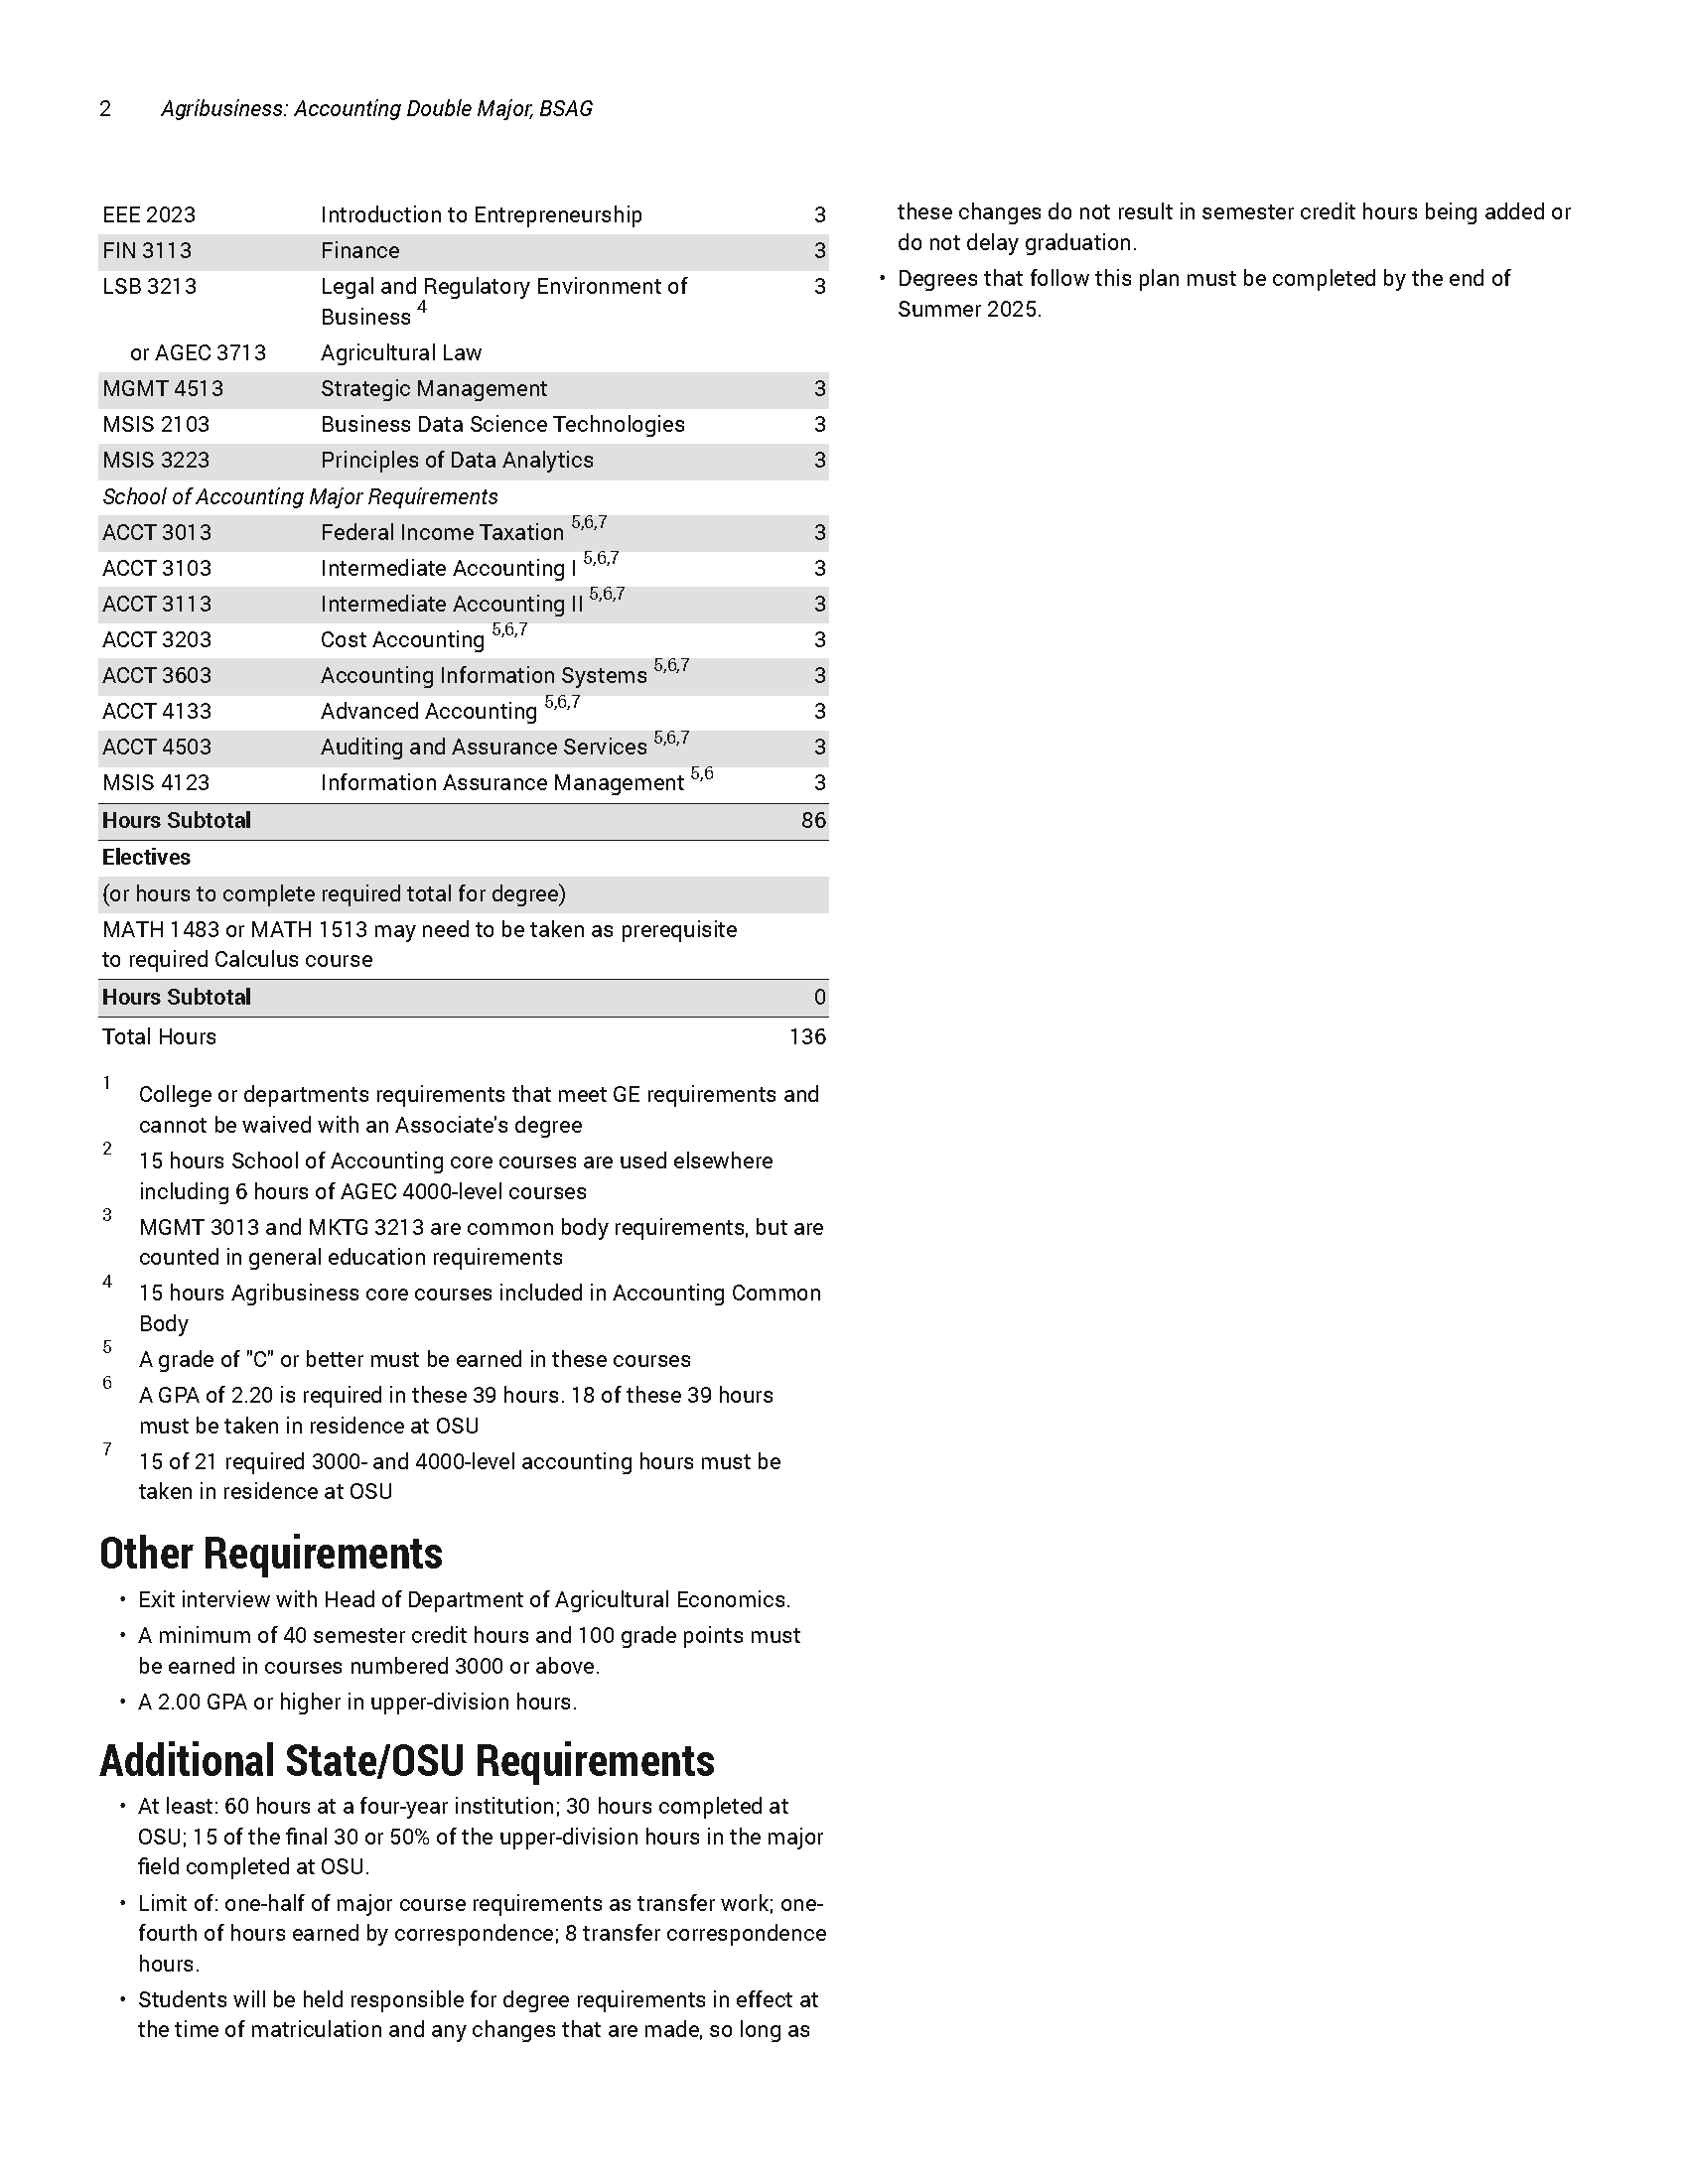 2 Agribusiness: Accounting Double Major, BSAG
EEE 2023 Introduction to Entrepreneurship 3
FIN 3113 Finance 3
LSB 3213 Legal and Regulatory Environment of 3
Business 4
or AGEC 3713 Agricultural Law
MGMT 4513 Strategic Management 3
MSIS 2103 Business Data Science Technologies 3
MSIS 3223 Principles of Data Analytics 3
School of Accounting Major Requirements
ACCT 3013 Federal Income Taxation 5,6,7 3
ACCT 3103 Intermediate Accounting I 5,6,7 3
ACCT 3113 Intermediate Accounting II 5,6,7 3
ACCT 3203 Cost Accounting 5,6,7 3
ACCT 3603 Accounting Information Systems 5,6,7 3
ACCT 4133 Advanced Accounting 5,6,7 3
ACCT 4503 Auditing and Assurance Services 5,6,7 3
MSIS 4123 Information Assurance Management 5,6 3
Hours Subtotal 86
Electives
(or hours to complete required total for degree)
MATH 1483 or MATH 1513 may need to be taken as prerequisite
to required Calculus course
Hours Subtotal 0
Total Hours 136
1 College or departments requirements that meet GE requirements and
cannot be waived with an Associate's degree
2 15 hours School of Accounting core courses are used elsewhere
including 6 hours of AGEC 4000-level courses
3 MGMT 3013 and MKTG 3213 are common body requirements, but are
counted in general education requirements
4 15 hours Agribusiness core courses included in Accounting Common
Body
5 A grade of "C" or better must be earned in these courses
6 A GPA of 2.20 is required in these 39 hours. 18 of these 39 hours
must be taken in residence at OSU
7 15 of 21 required 3000- and 4000-level accounting hours must be
taken in residence at OSU
Other Requirements
• Exit interview with Head of Department of Agricultural Economics.
• A minimum of 40 semester credit hours and 100 grade points must
be earned in courses numbered 3000 or above.
• A 2.00 GPA or higher in upper-division hours.
Additional State/OSU Requirements
• At least: 60 hours at a four-year institution; 30 hours completed at
OSU; 15 of the final 30 or 50% of the upper-division hours in the major
field completed at OSU.
• Limit of: one-half of major course requirements as transfer work; one-
fourth of hours earned by correspondence; 8 transfer correspondence
hours.
• Students will be held responsible for degree requirements in effect at
the time of matriculation and any changes that are made, so long as
these changes do not result in semester credit hours being added or
do not delay graduation.
• Degrees that follow this plan must be completed by the end of
Summer 2025.